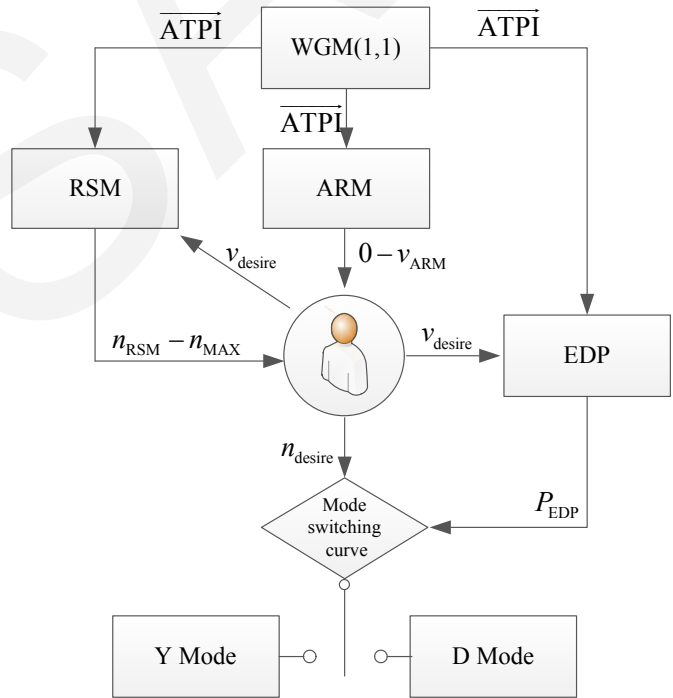 ATPI
WGM(1,1)
ATPI
ATPI
RSM
ARM
v_desire
0 − v_ARM
n_RSM − n_MAX
v_desire
EDP
n_desire
Mode
switching
curve
P_EDP
Y Mode
D Mode